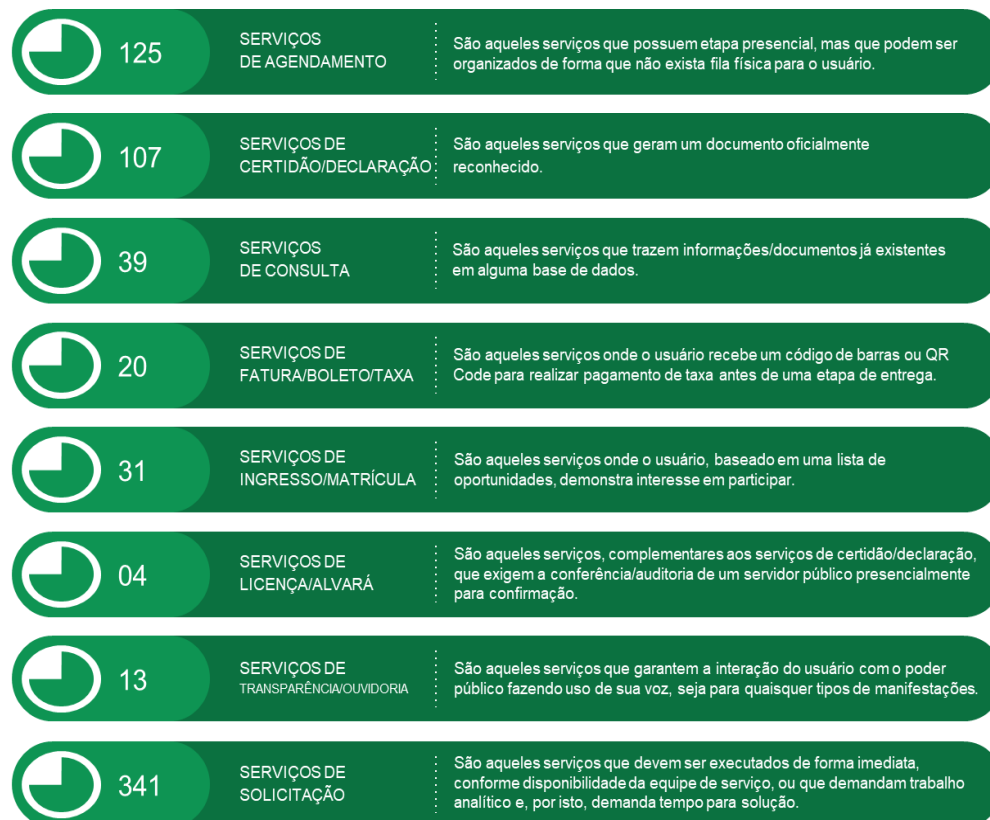 125
SERVIÇOS
DE AGENDAMENTO
São aqueles serviços que possuem etapa presencial, mas que podem ser
organizados de forma que não exista fila física para o usuário.
107
SERVIÇOS DE
CERTIDÃO/DECLARAÇÃO
São aqueles serviços que geram um documento oficialmente
reconhecido.
39
SERVIÇOS
DE CONSULTA
São aqueles serviços que trazem informações/documentos já existentes
em alguma base de dados.
20
SERVIÇOS DE
FATURA/BOLETO/TAXA
São aqueles serviços onde o usuário recebe um código de barras ou QR
Code para realizar pagamento de taxa antes de uma etapa de entrega.
31
SERVIÇOS DE
INGRESSO/MATRÍCULA
São aqueles serviços onde o usuário, baseado em uma lista de
oportunidades, demonstra interesse em participar.
04
SERVIÇOS DE
LICENÇA/ALVARÁ
São aqueles serviços, complementares aos serviços de certidão/declaração,
que exigem a conferência/auditoria de um servidor público presencialmente
para confirmação.
13
SERVIÇOS DE
TRANSPARÊNCIA/OUVIDORIA
São aqueles serviços que garantem a interação do usuário com o poder
público fazendo uso de sua voz, seja para quaisquer tipos de manifestações.
341
SERVIÇOS DE
SOLICITAÇÃO
São aqueles serviços que devem ser executados de forma imediata,
conforme disponibilidade da equipe de serviço, ou que demandam trabalho
analítico e, por isto, demanda tempo para solução.